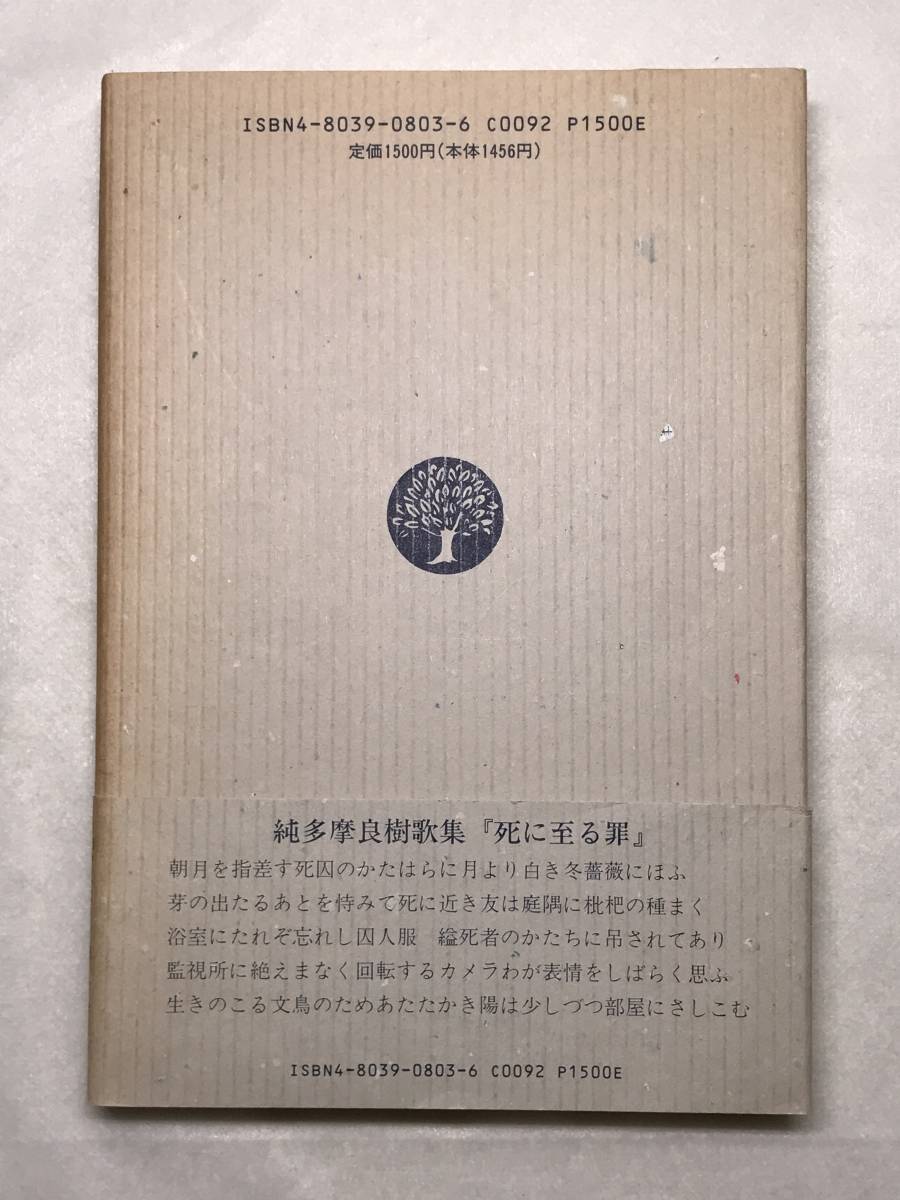 ISBN4-8039-0803-6 C0092 P1500E
定価1500円(本体1456円)
純多摩良樹歌集『死に至る罪』
朝月を指差す死囚のかたはらに月より白き冬薔薇にほふ
芽の出たるあとを恃みて死に近き友は庭隅に枇杷の種まく
浴室にたれぞ忘れし囚人服　縊死者のかたちに吊されてあり
監視所に絶えまなく回転するカメラわが表情をしばらく思ふ
生きのこる文鳥のためあたたかき陽は少しづつ部屋にさしこむ
ISBN4-8039-0803-6 C0092 P1500E